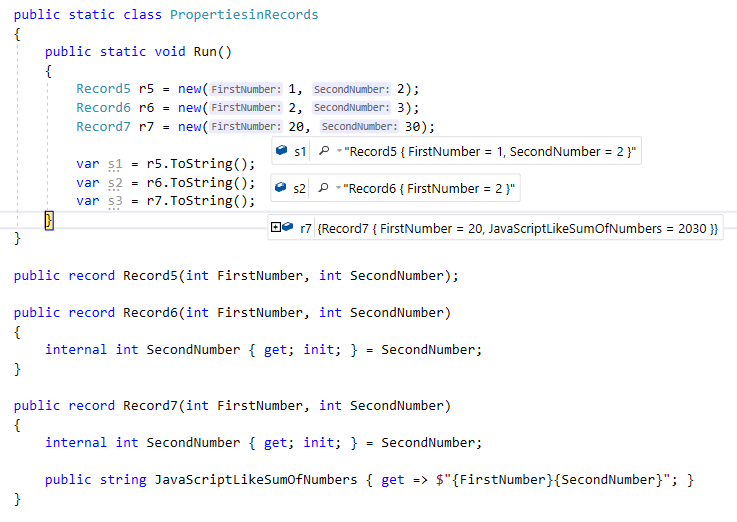 public static class PropertiesinRecords
{
    public static void Run()
    {
        Record5 r5 = new(FirstNumber: 1, SecondNumber: 2);
        Record6 r6 = new(FirstNumber: 2, SecondNumber: 3);
        Record7 r7 = new(FirstNumber: 20, SecondNumber: 30);
s1 "Record5 { FirstNumber = 1, SecondNumber = 2 }"
        var s1 = r5.ToString();
        var s2 = r6.ToString(); s2 "Record6 { FirstNumber = 2 }"
        var s3 = r7.ToString();
    }
r7 {Record7 { FirstNumber = 20, JavaScriptLikeSumOfNumbers = 2030 }}
}
public record Record5(int FirstNumber, int SecondNumber);
public record Record6(int FirstNumber, int SecondNumber)
{
    internal int SecondNumber { get; init; } = SecondNumber;
}
public record Record7(int FirstNumber, int SecondNumber)
{
    internal int SecondNumber { get; init; } = SecondNumber;
    public string JavaScriptLikeSumOfNumbers { get => $"{FirstNumber}{SecondNumber}"; }
}